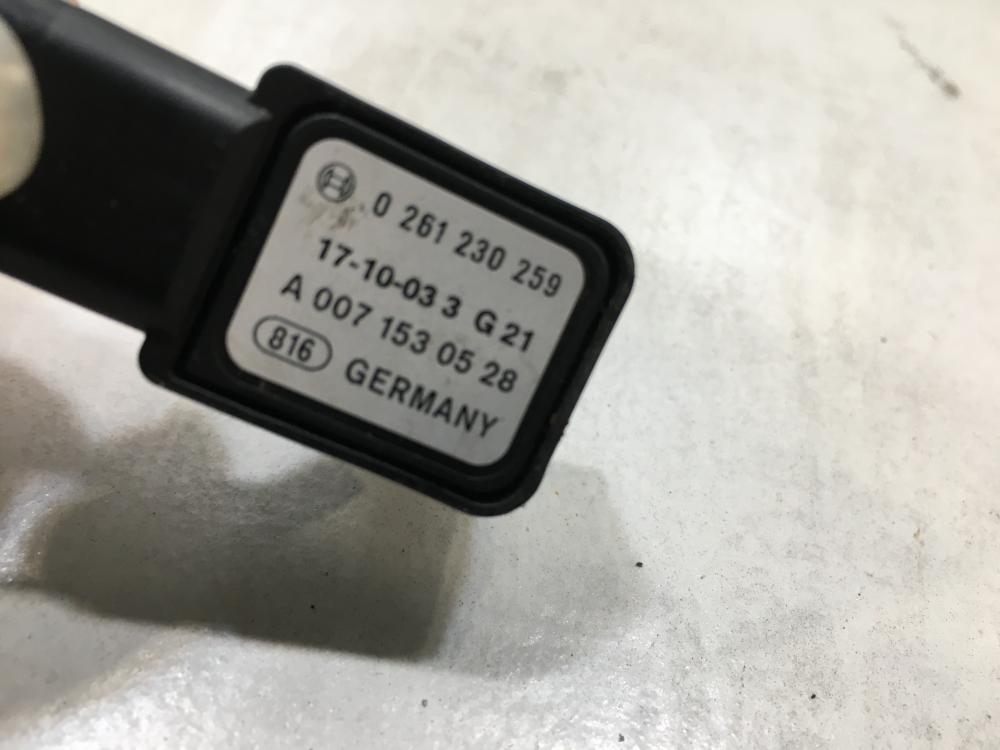 0 261 230 259
17-10-03 3 G 21
A 007 153 05 28
816 GERMANY